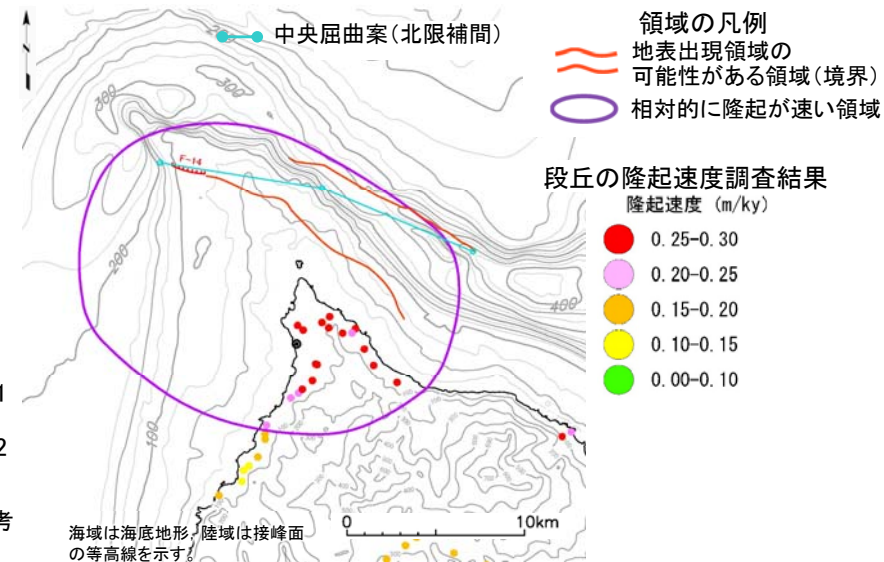 中央屈曲案(北限補間)
領域の凡例
地表出現領域の
可能性がある領域(境界)
相対的に隆起が速い領域
段丘の隆起速度調査結果
隆起速度 (m/ky)
0.25-0.30
0.20-0.25
0.15-0.20
0.10-0.15
0.00-0.10
N
200
300
300
F-14
200
400
100
1
2
考
0 10km
海域は海底地形、陸域は接峰面
の等高線を示す。